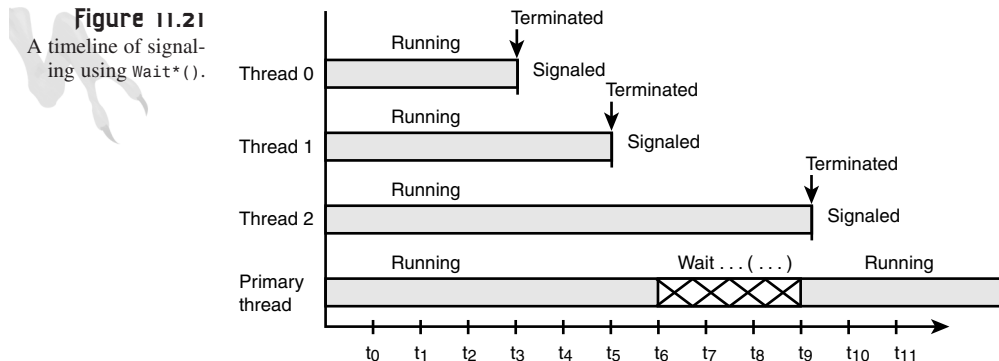 Figure 11.21
A timeline of signal-
ing using Wait*().
Terminated
Running
Thread 0
Signaled
Terminated
Running
Thread 1
Signaled
Terminated
Running
Thread 2
Signaled
Running
Wait . . . ( . . . )
Running
Primary
thread
t0 t1 t2 t3 t4 t5 t6 t7 t8 t9 t10 t11